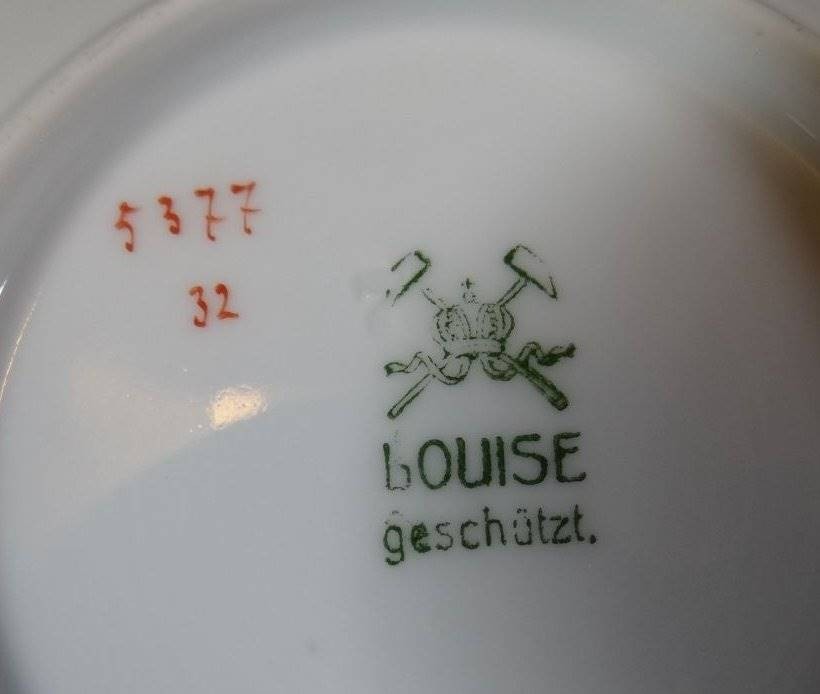 5377
32
LOUISE
geschützt.